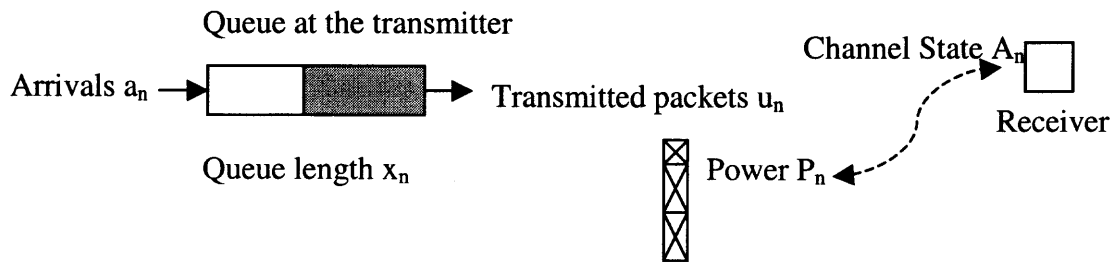 Queue at the transmitter
Channel State Aₙ
Arrivals aₙ
Transmitted packets uₙ
Receiver
Queue length xₙ
Power Pₙ